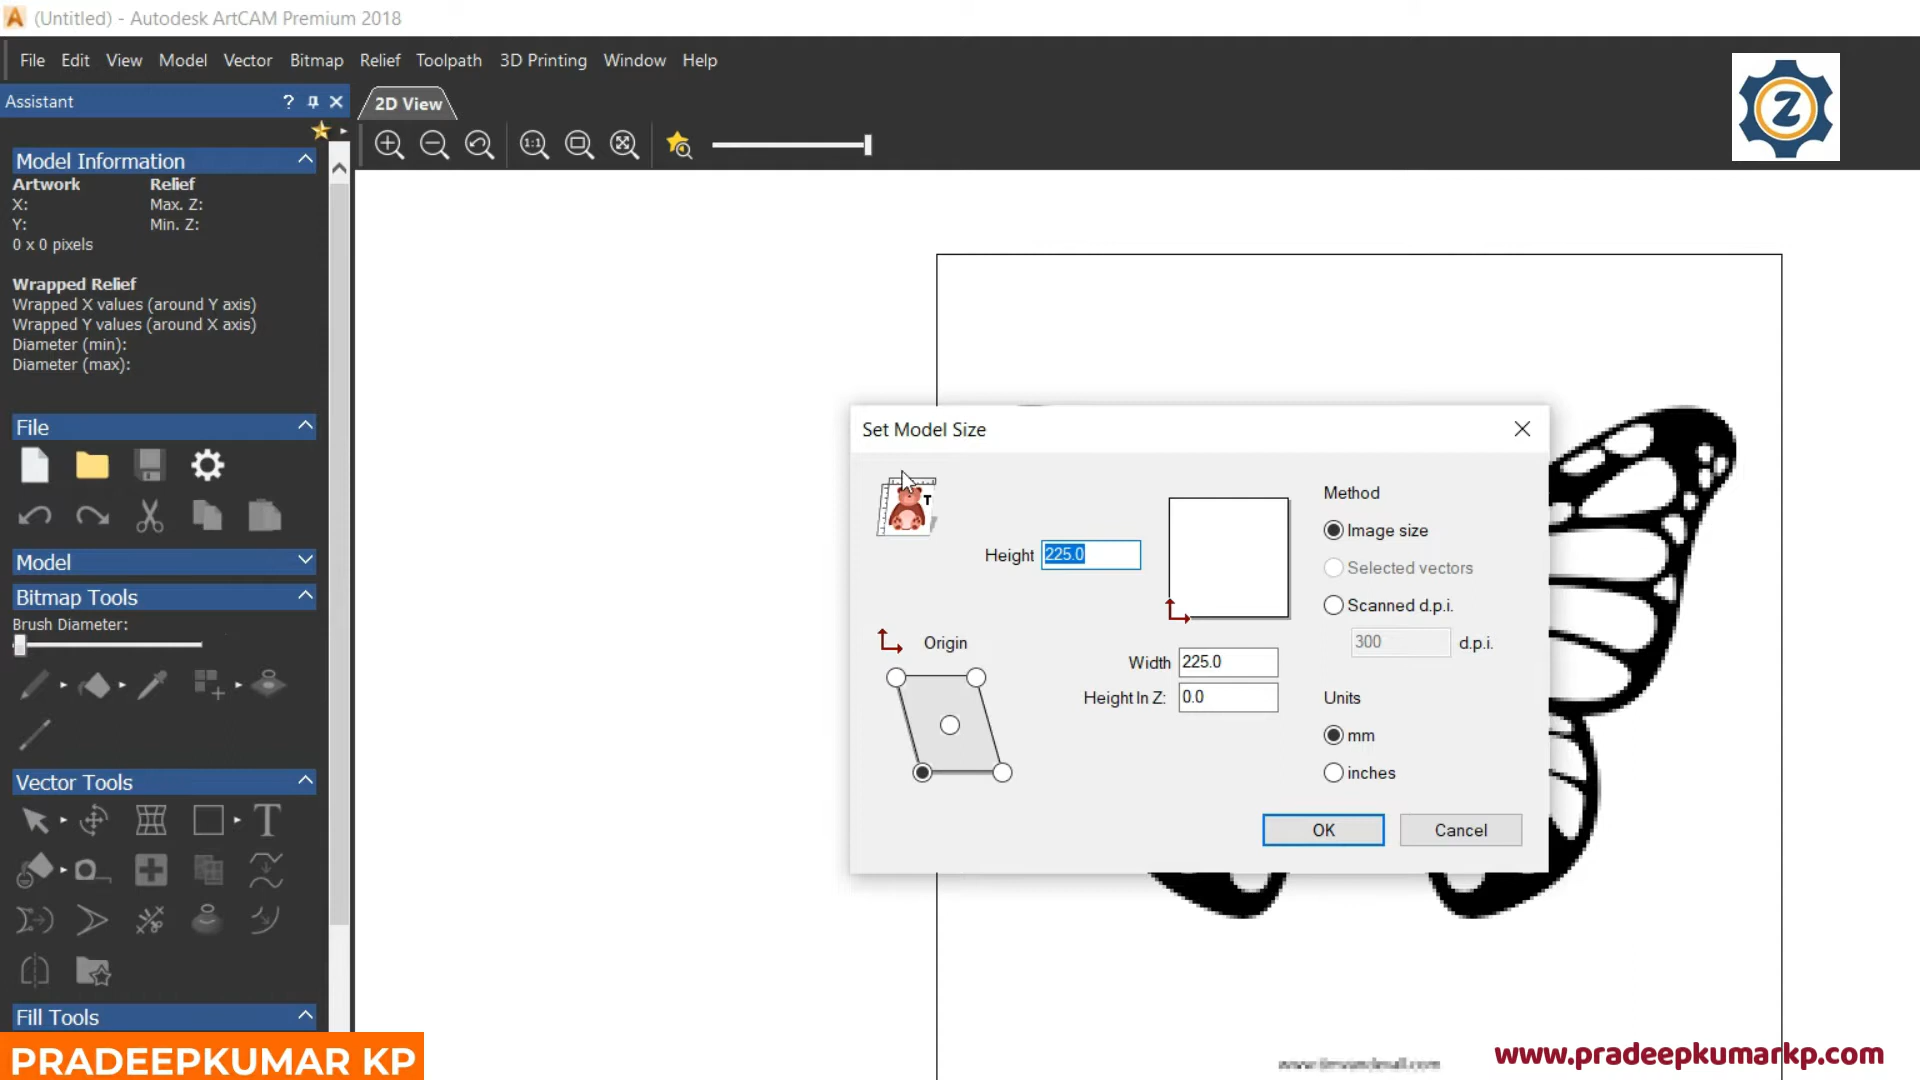 (Untitled) - Autodesk ArtCAM Premium 2018
File Edit View Model Vector Bitmap Relief Toolpath 3D Printing Window Help
Assistant
2D View
1:1
Z
Model Information
Artwork Relief
X: Max. Z:
Y: Min. Z:
0 x 0 pixels
Wrapped Relief
Wrapped X values (around Y axis)
Wrapped Y values (around X axis)
Diameter (min):
Diameter (max):
File
Model
Bitmap Tools
Brush Diameter:
Vector Tools
T
Fill Tools
Set Model Size
T
Height 225.0
Origin
Width 225.0
Height In Z: 0.0
Method
Image size
Selected vectors
Scanned d.p.i.
300 d.p.i.
Units
mm
inches
OK Cancel
PRADEEPKUMAR KP
www.pradeepkumarkp.com